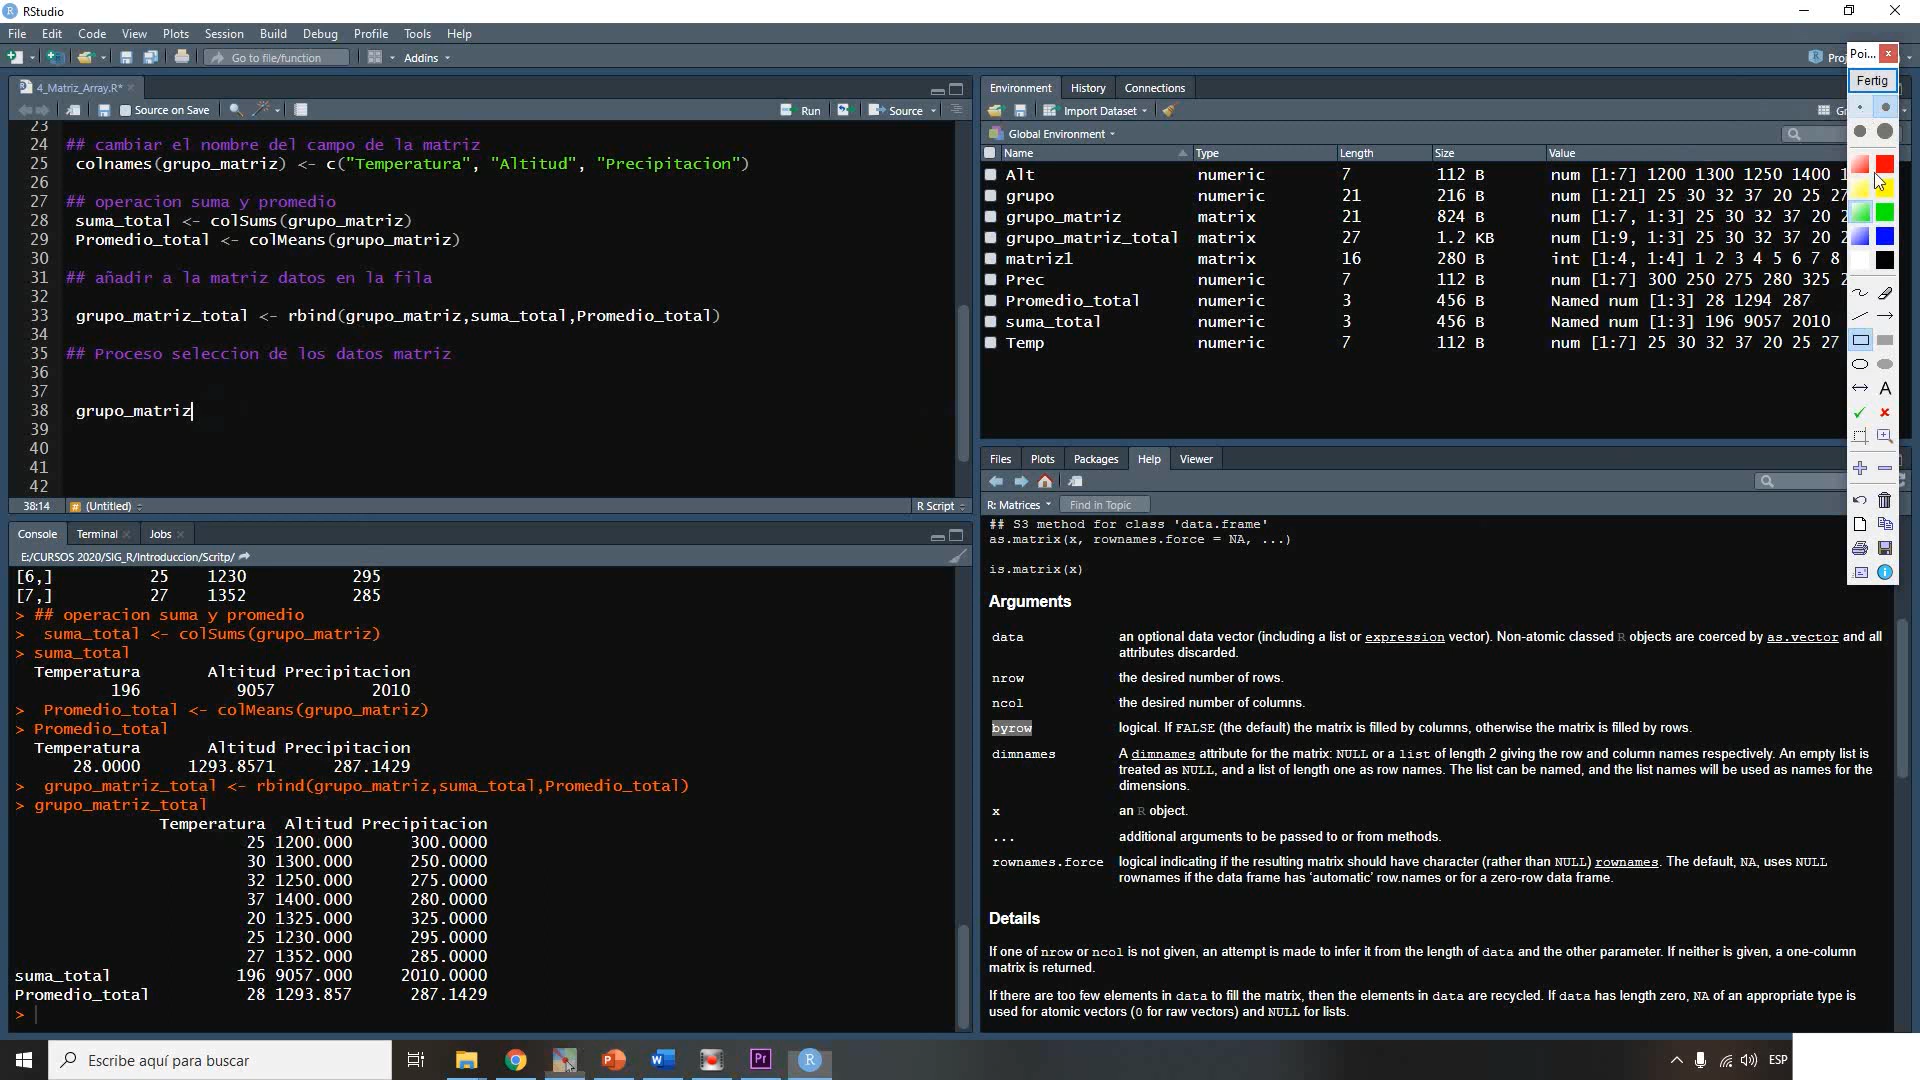 RStudio
File Edit Code View Plots Session Build Debug Profile Tools Help
Go to file/function Addins
4_Matriz_Array.R*
Source on Save Run Source
23
24 ## cambiar el nombre del campo de la matriz
25 colnames(grupo_matriz) <- c("Temperatura", "Altitud", "Precipitacion")
26
27 ## operacion suma y promedio
28 suma_total <- colSums(grupo_matriz)
29 Promedio_total <- colMeans(grupo_matriz)
30
31 ## añadir a la matriz datos en la fila
32
33 grupo_matriz_total <- rbind(grupo_matriz,suma_total,Promedio_total)
34
35 ## Proceso seleccion de los datos matriz
36
37
38 grupo_matriz
39
40
41
42
38:14 (Untitled) R Script
Console Terminal Jobs
E:/CURSOS 2020/SIG_R/Introduccion/Scritp/
[6,] 25 1230 295
[7,] 27 1352 285
> ## operacion suma y promedio
> suma_total <- colSums(grupo_matriz)
> suma_total
Temperatura Altitud Precipitacion
196 9057 2010
> Promedio_total <- colMeans(grupo_matriz)
> Promedio_total
Temperatura Altitud Precipitacion
28.0000 1293.8571 287.1429
> grupo_matriz_total <- rbind(grupo_matriz,suma_total,Promedio_total)
> grupo_matriz_total
Temperatura Altitud Precipitacion
25 1200.000 300.0000
30 1300.000 250.0000
32 1250.000 275.0000
37 1400.000 280.0000
20 1325.000 325.0000
25 1230.000 295.0000
27 1352.000 285.0000
suma_total 196 9057.000 2010.0000
Promedio_total 28 1293.857 287.1429
>
Environment History Connections
Import Dataset
Global Environment
Name Type Length Size Value
Alt numeric 7 112 B num [1:7] 1200 1300 1250 1400 1
grupo numeric 21 216 B num [1:21] 25 30 32 37 20 25 27
grupo_matriz matrix 21 824 B num [1:7, 1:3] 25 30 32 37 20 2
grupo_matriz_total matrix 27 1.2 KB num [1:9, 1:3] 25 30 32 37 20 2
matriz1 matrix 16 280 B int [1:4, 1:4] 1 2 3 4 5 6 7 8
Prec numeric 7 112 B num [1:7] 300 250 275 280 325 2
Promedio_total numeric 3 456 B Named num [1:3] 28 1294 287
suma_total numeric 3 456 B Named num [1:3] 196 9057 2010
Temp numeric 7 112 B num [1:7] 25 30 32 37 20 25 27
Files Plots Packages Help Viewer
R: Matrices Find in Topic
## S3 method for class 'data.frame'
as.matrix(x, rownames.force = NA, ...)
is.matrix(x)
Arguments
data an optional data vector (including a list or expression vector). Non-atomic classed R objects are coerced by as.vector and all
attributes discarded.
nrow the desired number of rows.
ncol the desired number of columns.
byrow logical. If FALSE (the default) the matrix is filled by columns, otherwise the matrix is filled by rows.
dimnames A dimnames attribute for the matrix: NULL or a list of length 2 giving the row and column names respectively. An empty list is
treated as NULL, and a list of length one as row names. The list can be named, and the list names will be used as names for the
dimensions.
x an R object.
... additional arguments to be passed to or from methods.
rownames.force logical indicating if the resulting matrix should have character (rather than NULL) rownames. The default, NA, uses NULL
rownames if the data frame has ‘automatic’ row.names or for a zero-row data frame.
Details
If one of nrow or ncol is not given, an attempt is made to infer it from the length of data and the other parameter. If neither is given, a one-column
matrix is returned.
If there are too few elements in data to fill the matrix, then the elements in data are recycled. If data has length zero, NA of an appropriate type is
used for atomic vectors (0 for raw vectors) and NULL for lists.
Poi...
Fertig
A
Escribe aquí para buscar
ESP